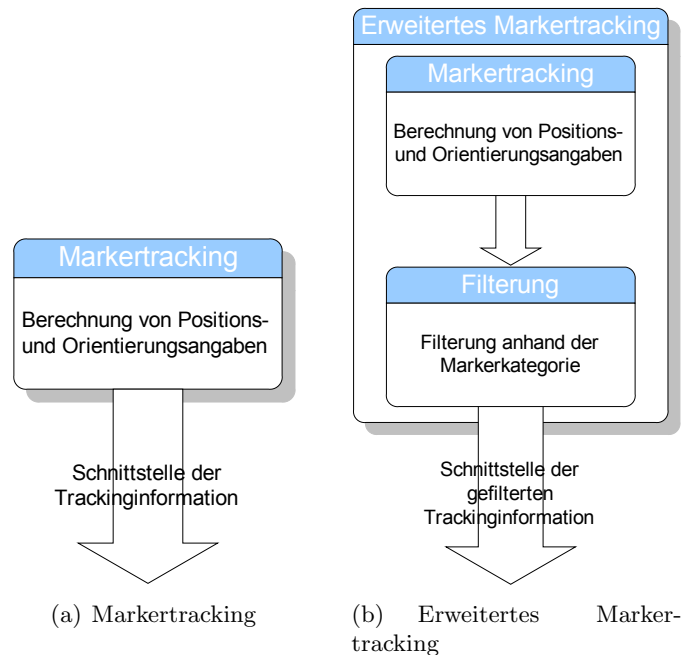 Markertracking
Berechnung von Positions-
und Orientierungsangaben
Schnittstelle der
Trackinginformation
(a) Markertracking
Erweitertes Markertracking
Markertracking
Berechnung von Positions-
und Orientierungsangaben
Filterung
Filterung anhand der
Markerkategorie
Schnittstelle der
gefilterten
Trackinginformation
(b) Erweitertes Marker-
tracking